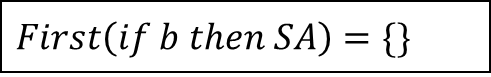 First(if b then SA) = {}